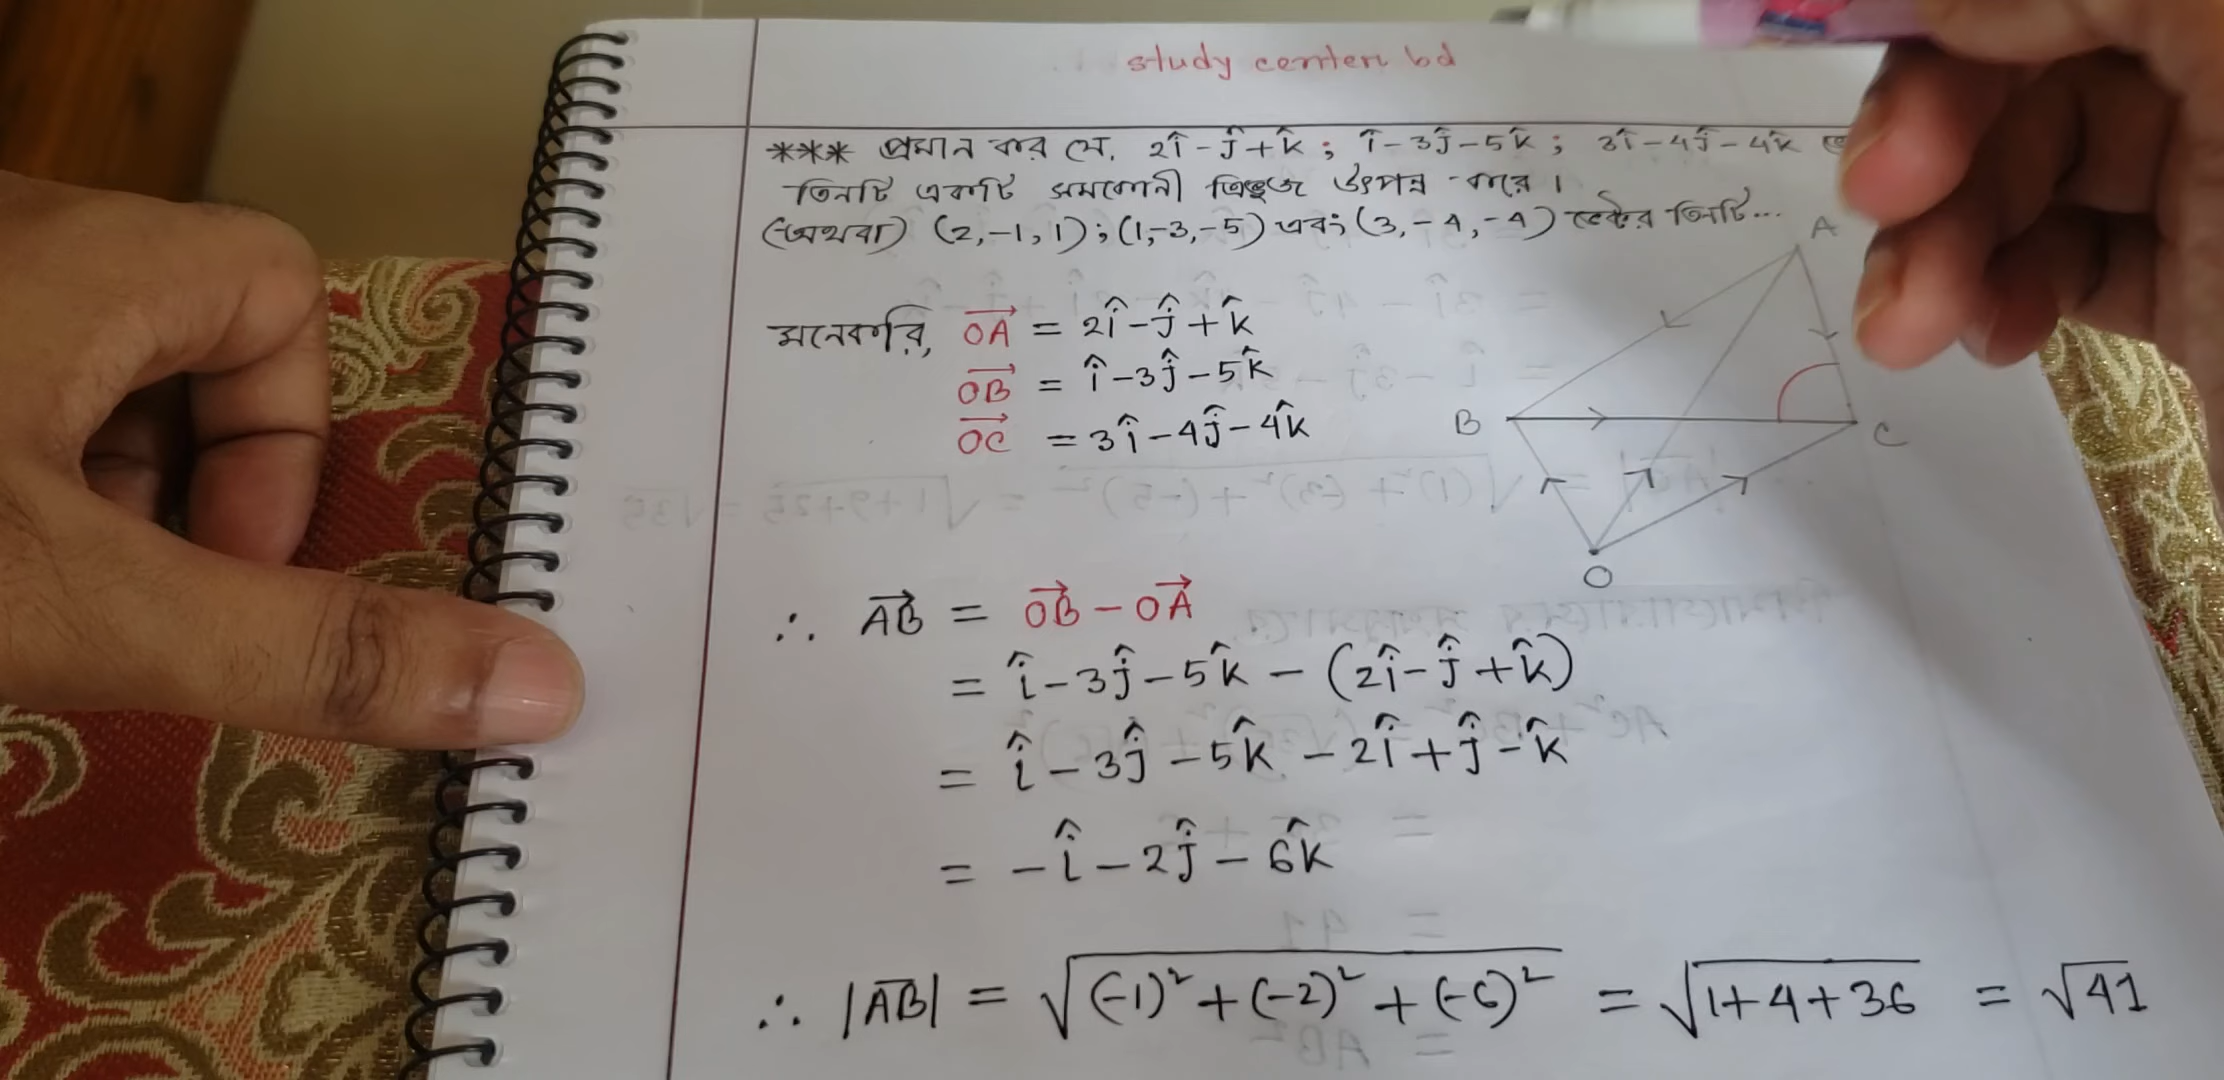 study center bd
*** প্রমান কর যে, 2î - ĵ + k̂ ; î - 3ĵ - 5k̂ ; 3î - 4ĵ - 4k̂
তিনটি একটি সমকোনী ত্রিভুজ উৎপন্ন করে ।
(অথবা) (2, -1, 1) ; (1, -3, -5) এবং (3, -4, -4) ভেক্টর তিনটি...
মনেকরি, OA⃗ = 2î - ĵ + k̂
OB⃗ = î - 3ĵ - 5k̂
OC⃗ = 3î - 4ĵ - 4k̂
A
B
C
O
∴ AB⃗ = OB⃗ - OA⃗
= î - 3ĵ - 5k̂ - (2î - ĵ + k̂)
= î - 3ĵ - 5k̂ - 2î + ĵ - k̂
= -î - 2ĵ - 6k̂
∴ |AB⃗| = √((-1)² + (-2)² + (-6)²) = √(1+4+36) = √41